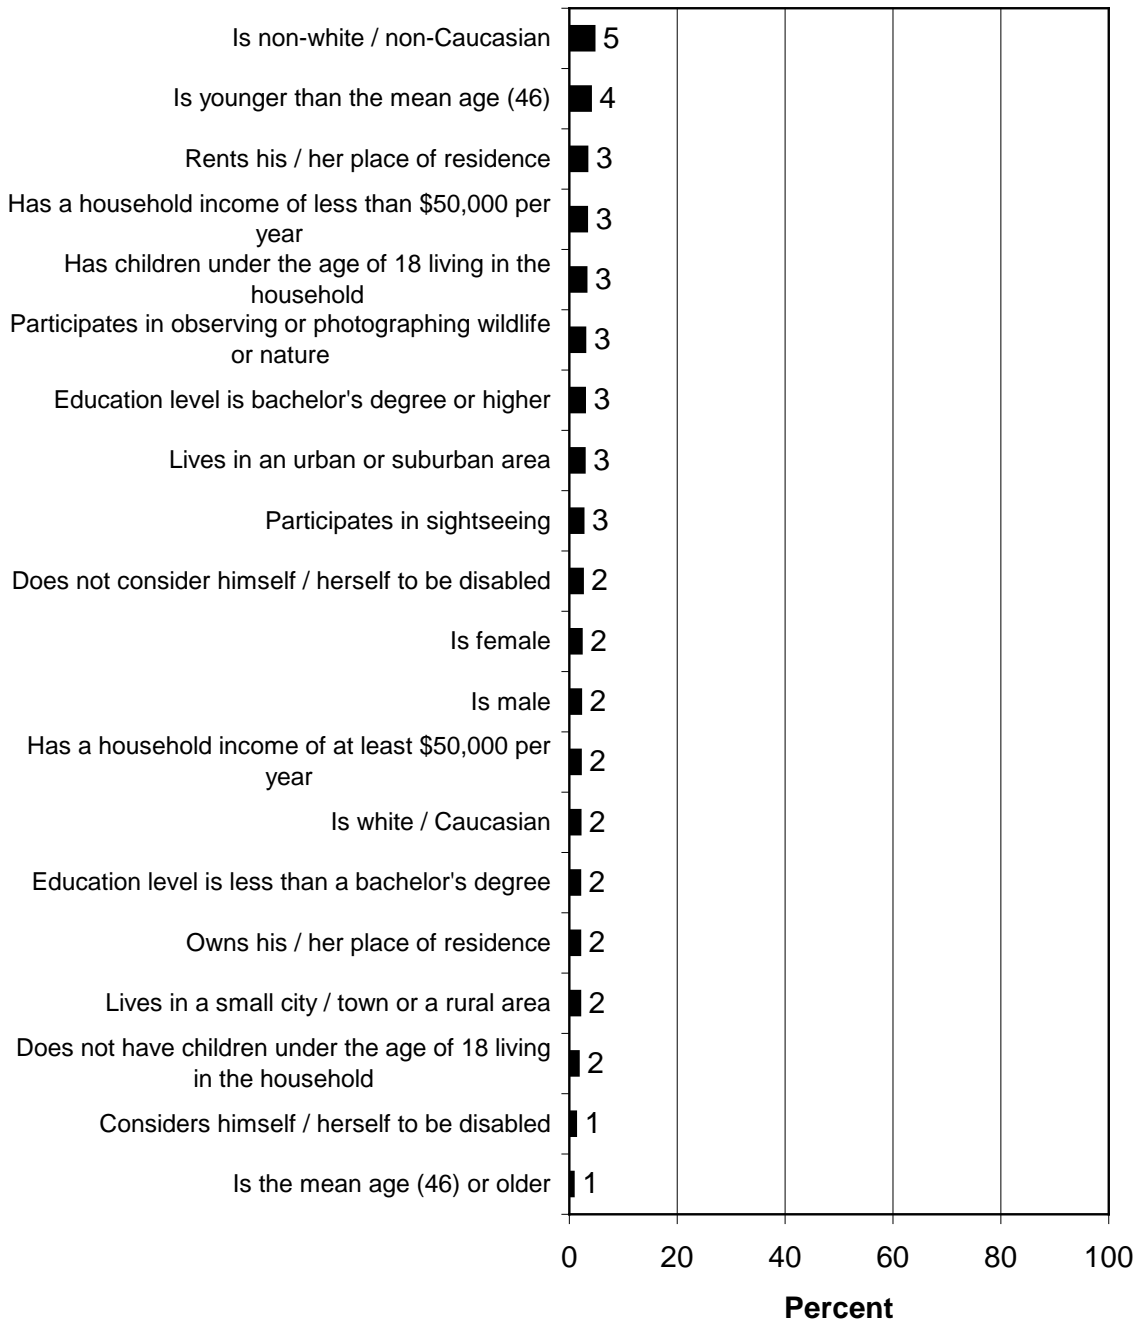 Is non-white / non-Caucasian 5
Is younger than the mean age (46) 4
Rents his / her place of residence 3
Has a household income of less than $50,000 per
year 3
Has children under the age of 18 living in the
household 3
Participates in observing or photographing wildlife
or nature 3
Education level is bachelor's degree or higher 3
Lives in an urban or suburban area 3
Participates in sightseeing 3
Does not consider himself / herself to be disabled 2
Is female 2
Is male 2
Has a household income of at least $50,000 per
year 2
Is white / Caucasian 2
Education level is less than a bachelor's degree 2
Owns his / her place of residence 2
Lives in a small city / town or a rural area 2
Does not have children under the age of 18 living
in the household 2
Considers himself / herself to be disabled 1
Is the mean age (46) or older 1
0 20 40 60 80 100
Percent